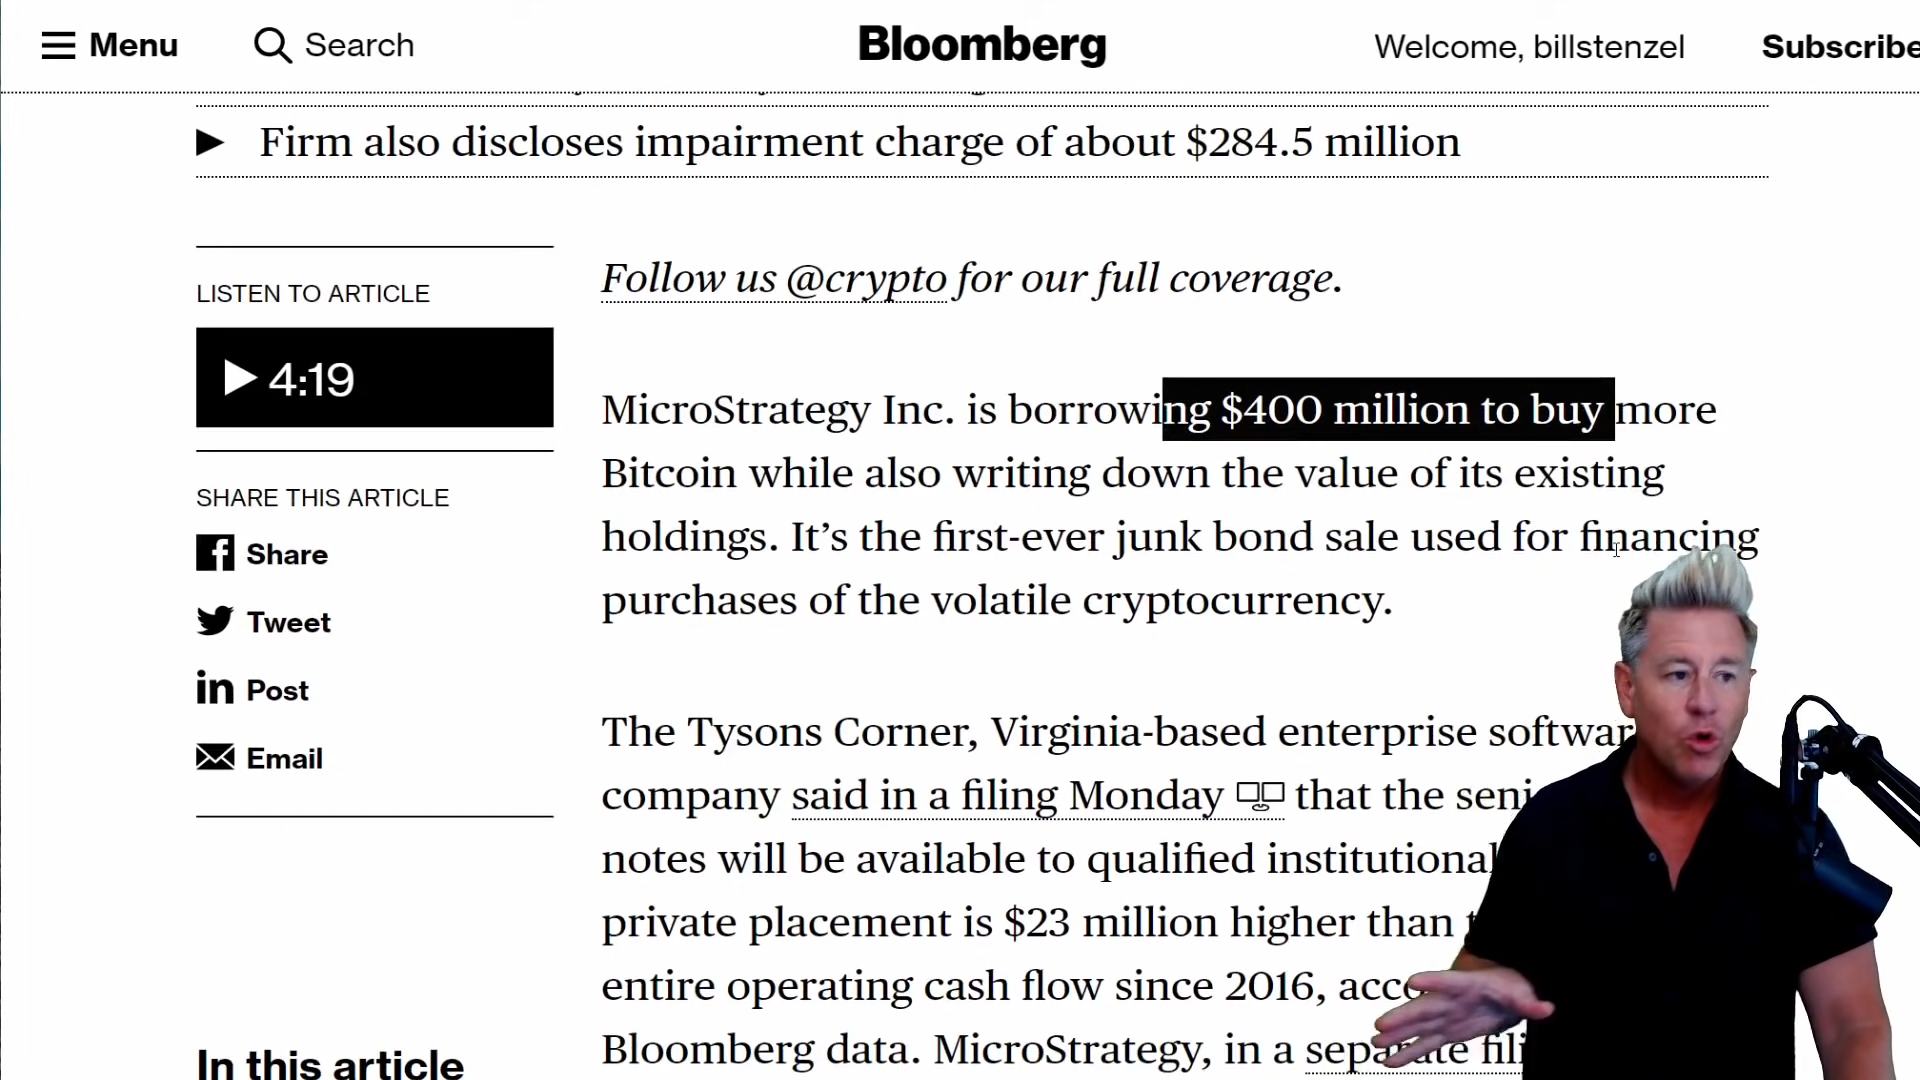 Menu
Search
Bloomberg
Welcome, billstenzel
Subscribe
Firm also discloses impairment charge of about $284.5 million
LISTEN TO ARTICLE
4:19
SHARE THIS ARTICLE
Share
Tweet
Post
Email
In this article
Follow us @crypto for our full coverage.
MicroStrategy Inc. is borrowing $400 million to buy more
Bitcoin while also writing down the value of its existing
holdings. It’s the first-ever junk bond sale used for financing
purchases of the volatile cryptocurrency.
The Tysons Corner, Virginia-based enterprise softwar
company said in a filing Monday that the seni
notes will be available to qualified institutional
private placement is $23 million higher than
entire operating cash flow since 2016, acco
Bloomberg data. MicroStrategy, in a separate fili